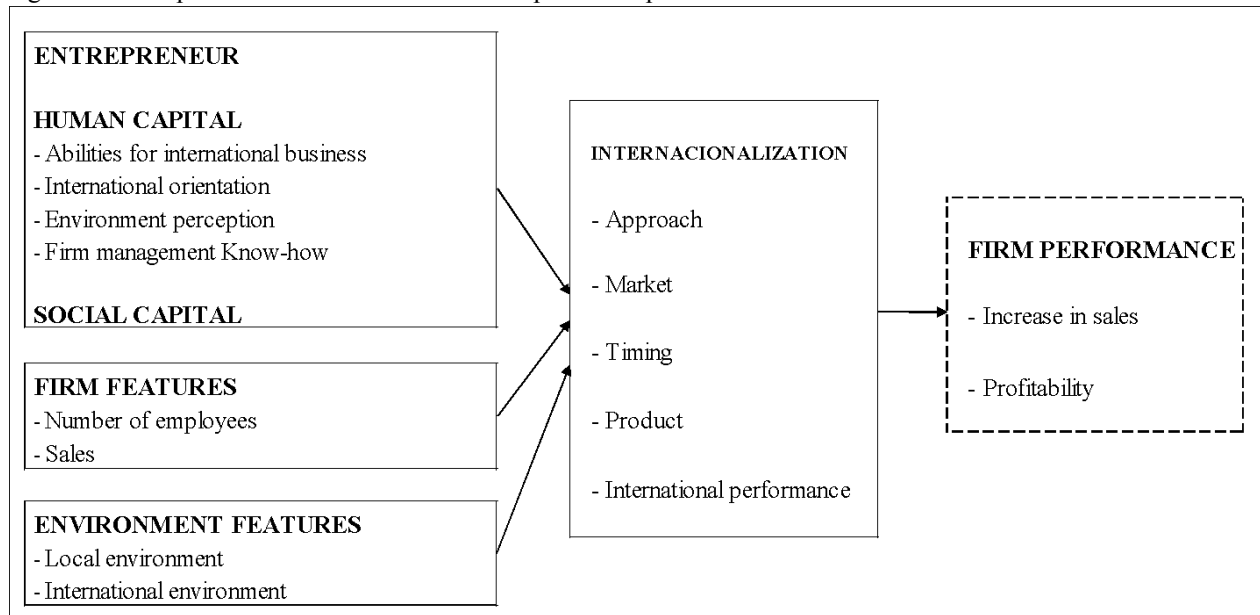 ENTREPRENEUR
HUMAN CAPITAL
- Abilities for international business
- International orientation
- Environment perception
- Firm management Know-how
SOCIAL CAPITAL
FIRM FEATURES
- Number of employees
- Sales
ENVIRONMENT FEATURES
- Local environment
- International environment
INTERNACIONALIZATION
- Approach
- Market
- Timing
- Product
- International performance
FIRM PERFORMANCE
- Increase in sales
- Profitability